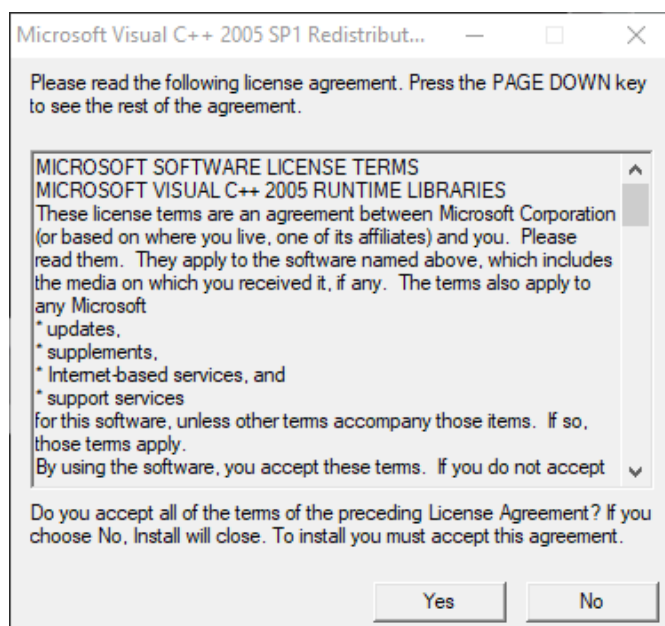 Microsoft Visual C++ 2005 SP1 Redistribut...
Please read the following license agreement. Press the PAGE DOWN key
to see the rest of the agreement.
MICROSOFT SOFTWARE LICENSE TERMS
MICROSOFT VISUAL C++ 2005 RUNTIME LIBRARIES
These license terms are an agreement between Microsoft Corporation
(or based on where you live, one of its affiliates) and you.  Please
read them.  They apply to the software named above, which includes
the media on which you received it, if any.  The terms also apply to
any Microsoft
* updates,
* supplements,
* Internet-based services, and
* support services
for this software, unless other terms accompany those items.  If so,
those terms apply.
By using the software, you accept these terms.  If you do not accept
Do you accept all of the terms of the preceding License Agreement? If you
choose No, Install will close. To install you must accept this agreement.
Yes
No